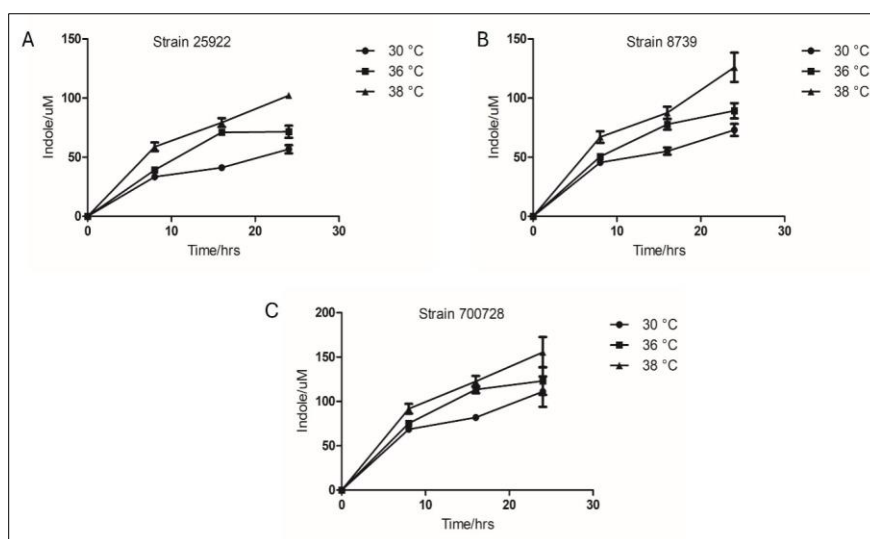 A
Strain 25922
150
100
50
0
Indole/uM
0 10 20 30
Time/hrs
30 °C
36 °C
38 °C
B
Strain 8739
150
100
50
0
Indole/uM
0 10 20 30
Time/hrs
30 °C
36 °C
38 °C
C
Strain 700728
200
150
100
50
0
Indole/uM
0 10 20 30
Time/hrs
30 °C
36 °C
38 °C